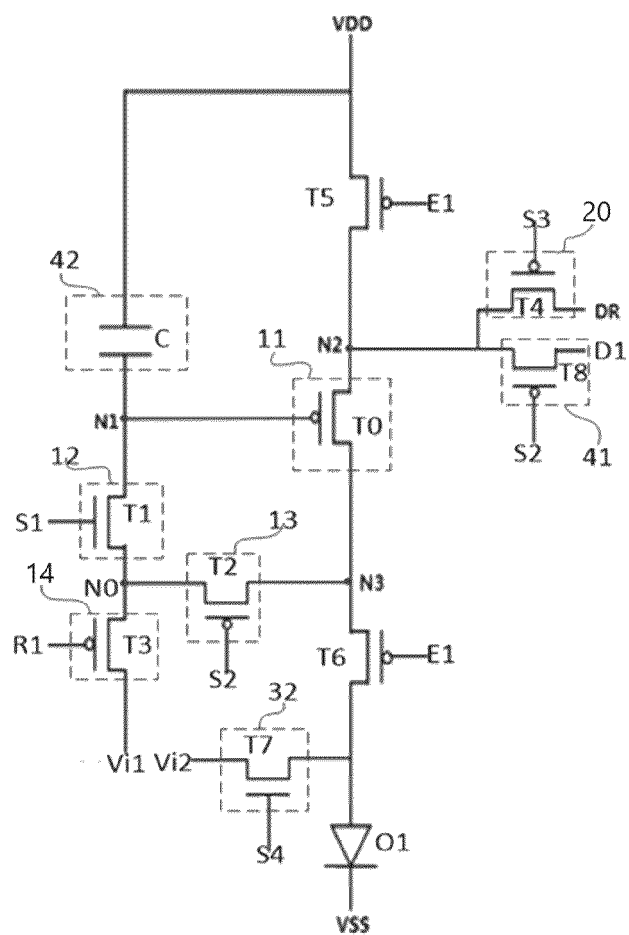 VDD
T5
E1
S3
20
42
T4
DR
C
11
N2
D1
T8
N1
T0
12
S2
41
S1
T1
13
14
T2
N0
N3
R1
T3
S2
T6
E1
32
Vi1
Vi2
T7
S4
O1
VSS